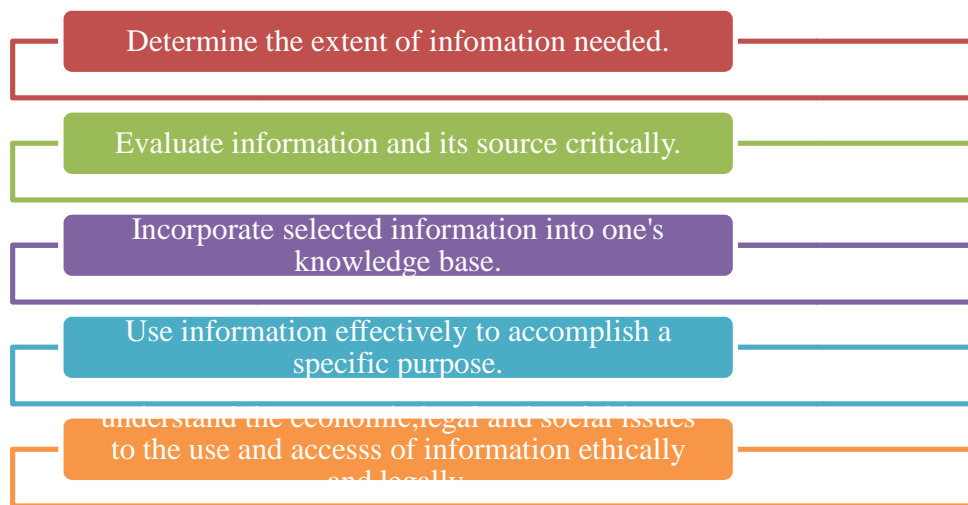 Determine the extent of infomation needed.
Evaluate information and its source critically.
Incorporate selected information into one's
knowledge base.
Use information effectively to accomplish a
specific purpose.
understand the economic,legal and social issues
to the use and accesss of information ethically
and legally